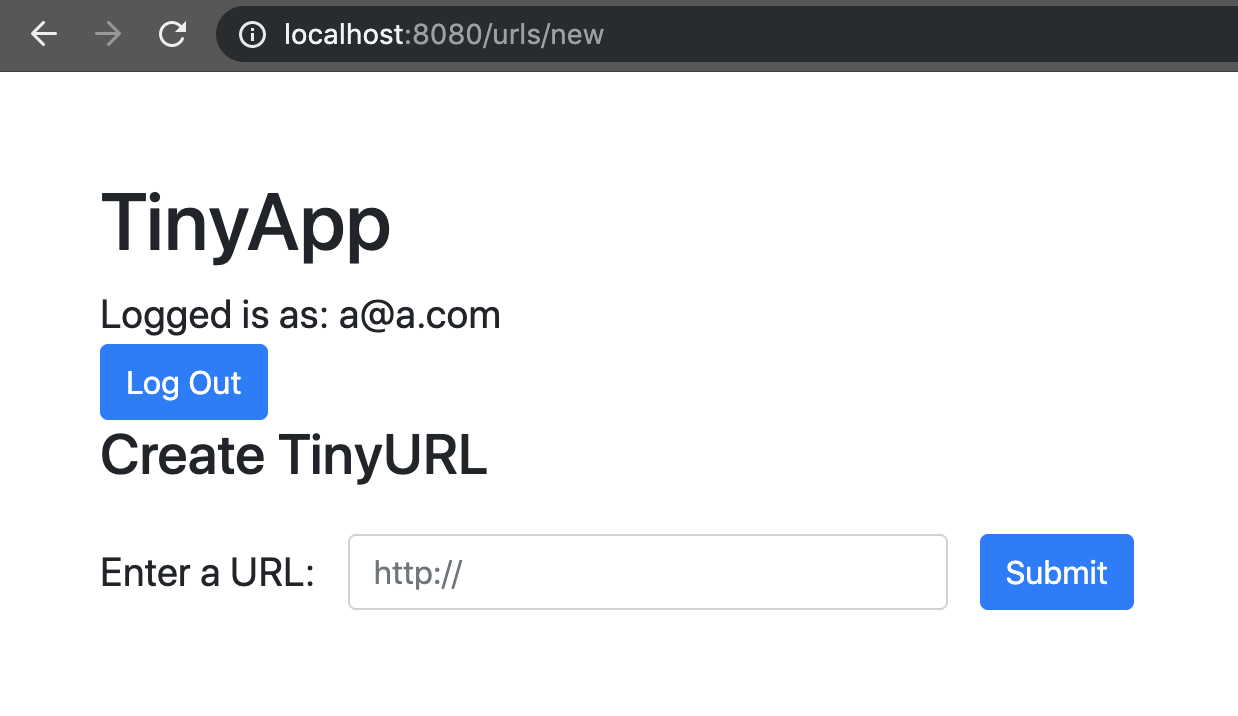 localhost:8080/urls/new
TinyApp
Logged is as: a@a.com
Log Out
Create TinyURL
Enter a URL: http:// Submit